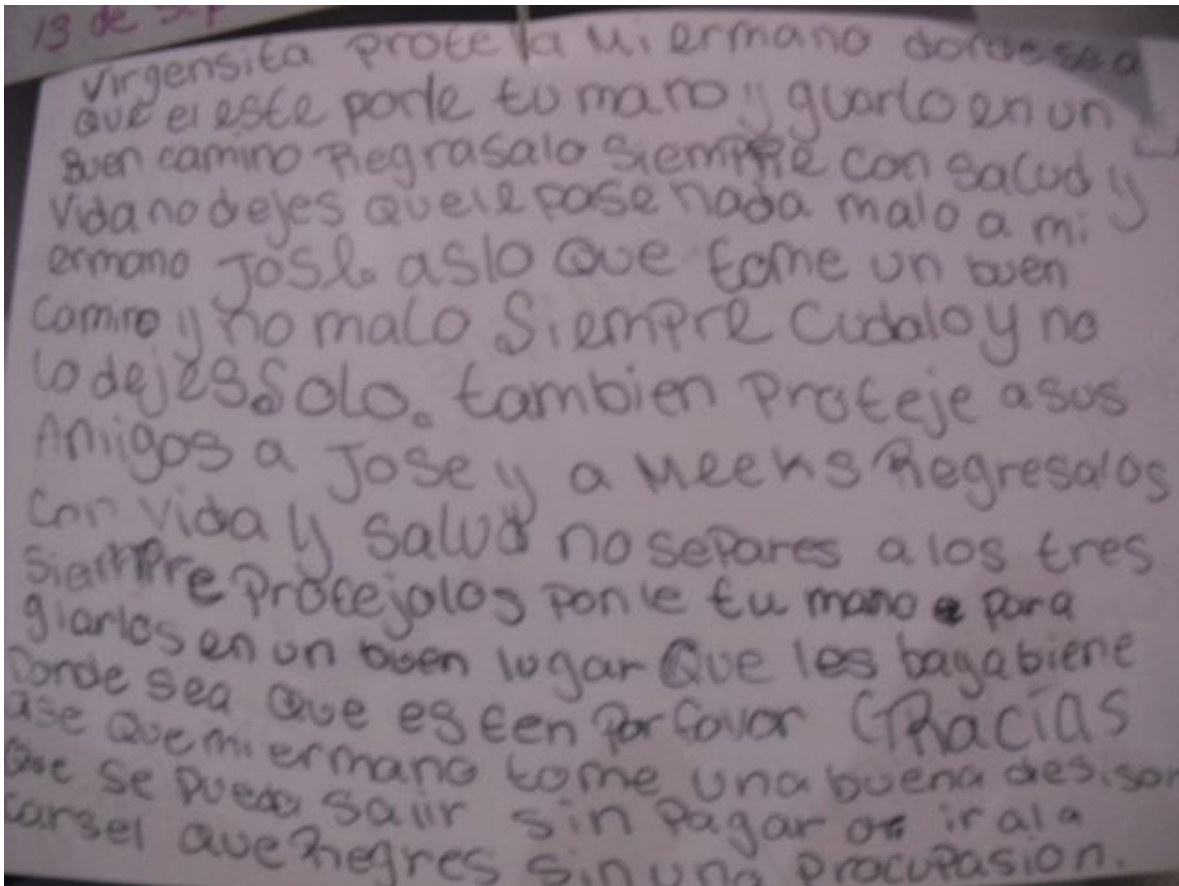 13 de Sep
Virgensita proteja Mi ermano donde sea
que el este ponle tu mano y guarlo en un
Buen camino Regrasalo Siempre con salud y
Vida no dejes que le pase nada malo a mi
ermano Jose aslo que tome un buen
Camino y no malo Siempre Cudalo y no
lo dejes Solo. tambien Proteje a sus
Amigos a Jose y a Meeks Regresalos
Con Vida y Salud no separes a los tres
Siempre Protejalos Ponle tu mano para
giarlos en un buen lugar Que les baga biene
Donde sea Que esteen Por favor GRacias
ase Que mi ermano tome una buena desison
Que se Pueda salir sin Pagar o ir a la
carsel que Regres sin una Procupasion.